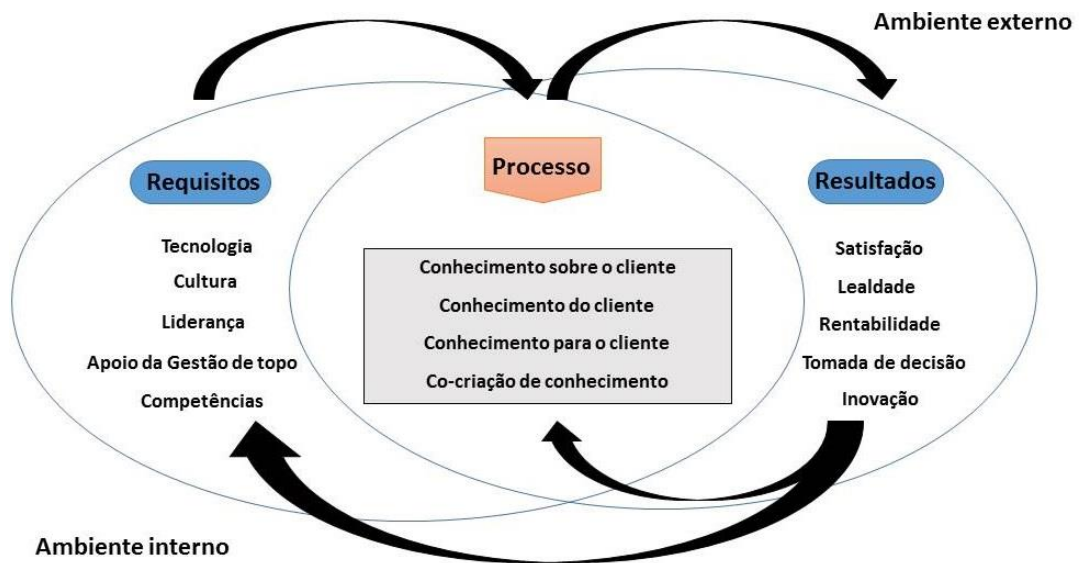 Ambiente externo
Processo
Requisitos
Resultados
Tecnologia
Cultura
Liderança
Apoio da Gestão de topo
Competências
Conhecimento sobre o cliente
Conhecimento do cliente
Conhecimento para o cliente
Co-criação de conhecimento
Satisfação
Lealdade
Rentabilidade
Tomada de decisão
Inovação
Ambiente interno